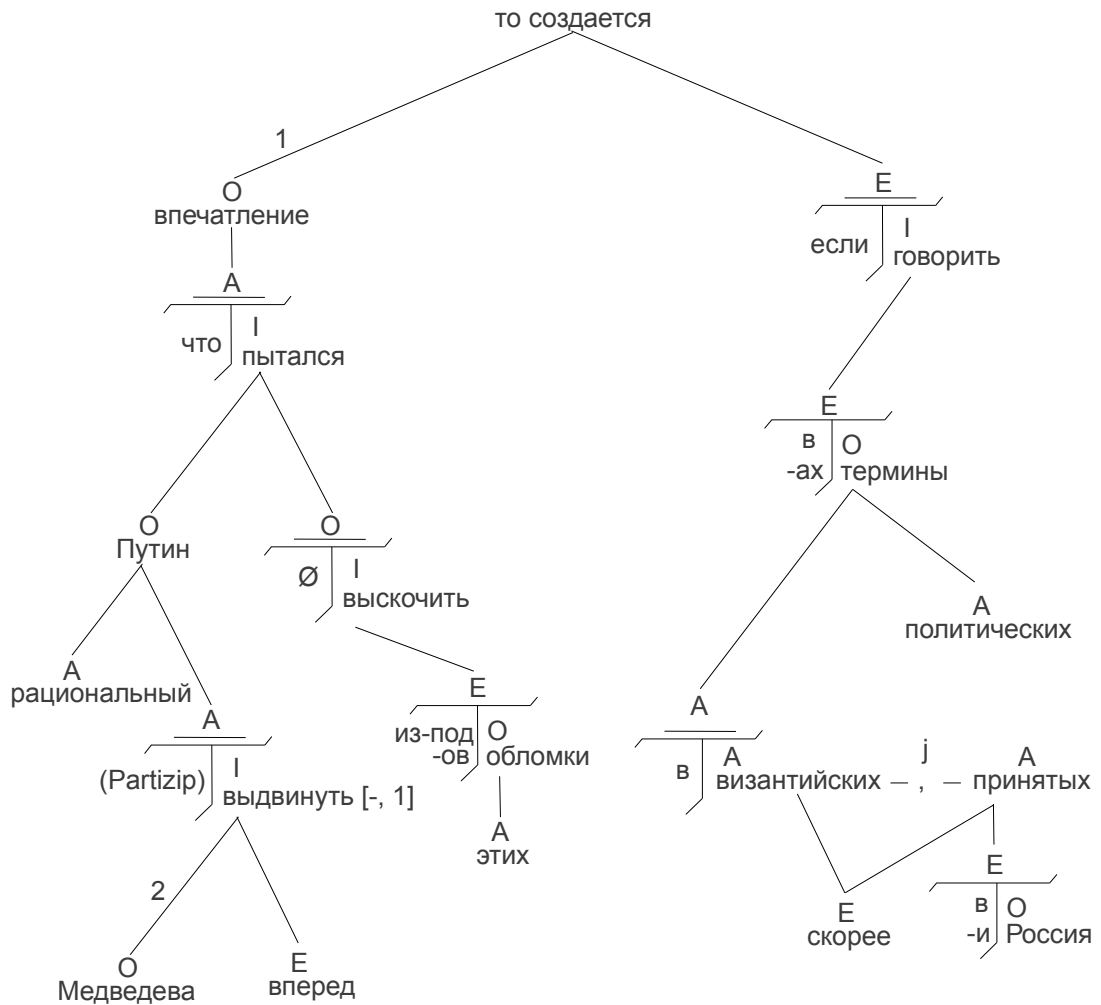 то создается
1
O
впечатление
E
если
I
говорить
A
что
I
пытался
E
в
-ах
O
термины
O
Путин
O
Ø
I
выскочить
A
политических
A
рациональный
A
(Partizip)
I
выдвинуть [-, 1]
E
из-под
-ов
O
обломки
A
этих
A
в
A
византийских
—
j
,
—
A
принятых
2
O
Медведева
E
вперед
E
скорее
E
в
-и
O
Россия